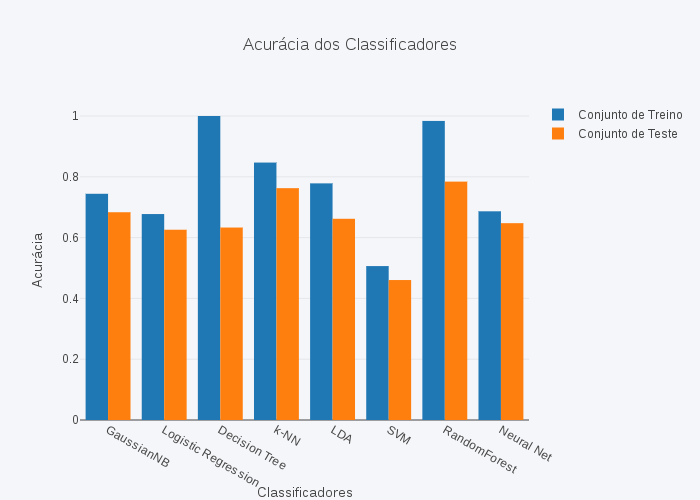 Acurácia dos Classificadores
Conjunto de Treino
Conjunto de Teste
1
0.8
0.6
0.4
0.2
0
Acurácia
GaussianNB
Logistic Regression
Decision Tree
k-NN
LDA
SVM
RandomForest
Neural Net
Classificadores